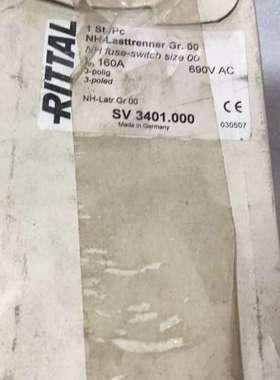 RITTAL
1 St./Pc
NH-Lasttrenner Gr. 00
NH fuse-switch size 00
160A 690V AC
3-polig
3-poled
NH-Latr Gr 00
CE
SV 3401.000
Made in Germany
030507